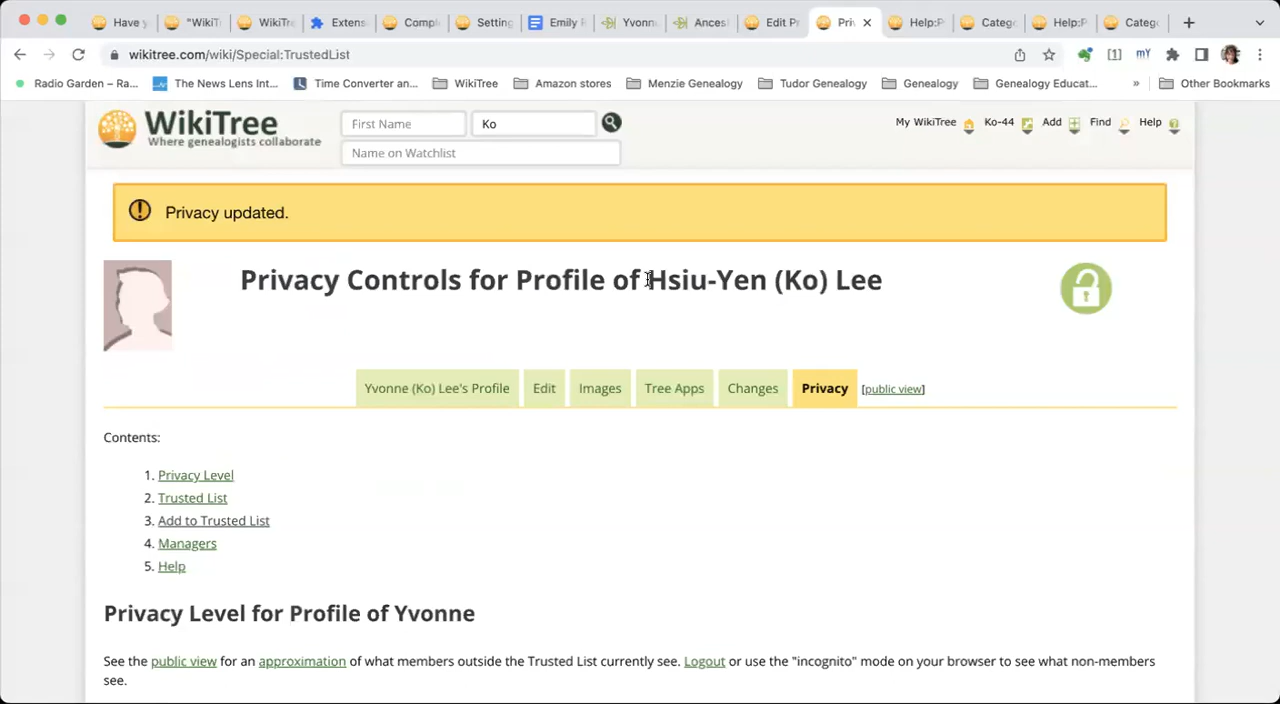 Have y
"WikiT
WikiTre
Extens
Compl
Setting
Emily F
Yvonn
Ances
Edit Pr
Priv
Help:P
Categ
Help:P
Categ
wikitree.com/wiki/Special:TrustedList
Radio Garden – Ra...
The News Lens Int...
Time Converter an...
WikiTree
Amazon stores
Menzie Genealogy
Tudor Genealogy
Genealogy
Genealogy Educat...
»
Other Bookmarks
WikiTree
Where genealogists collaborate
First Name
Ko
Name on Watchlist
My WikiTree
Ko-44
Add
Find
Help
Privacy updated.
Privacy Controls for Profile of Hsiu-Yen (Ko) Lee
Yvonne (Ko) Lee's Profile
Edit
Images
Tree Apps
Changes
Privacy
[public view]
Contents:
1. Privacy Level
2. Trusted List
3. Add to Trusted List
4. Managers
5. Help
Privacy Level for Profile of Yvonne
See the public view for an approximation of what members outside the Trusted List currently see. Logout or use the "incognito" mode on your browser to see what non-members
see.